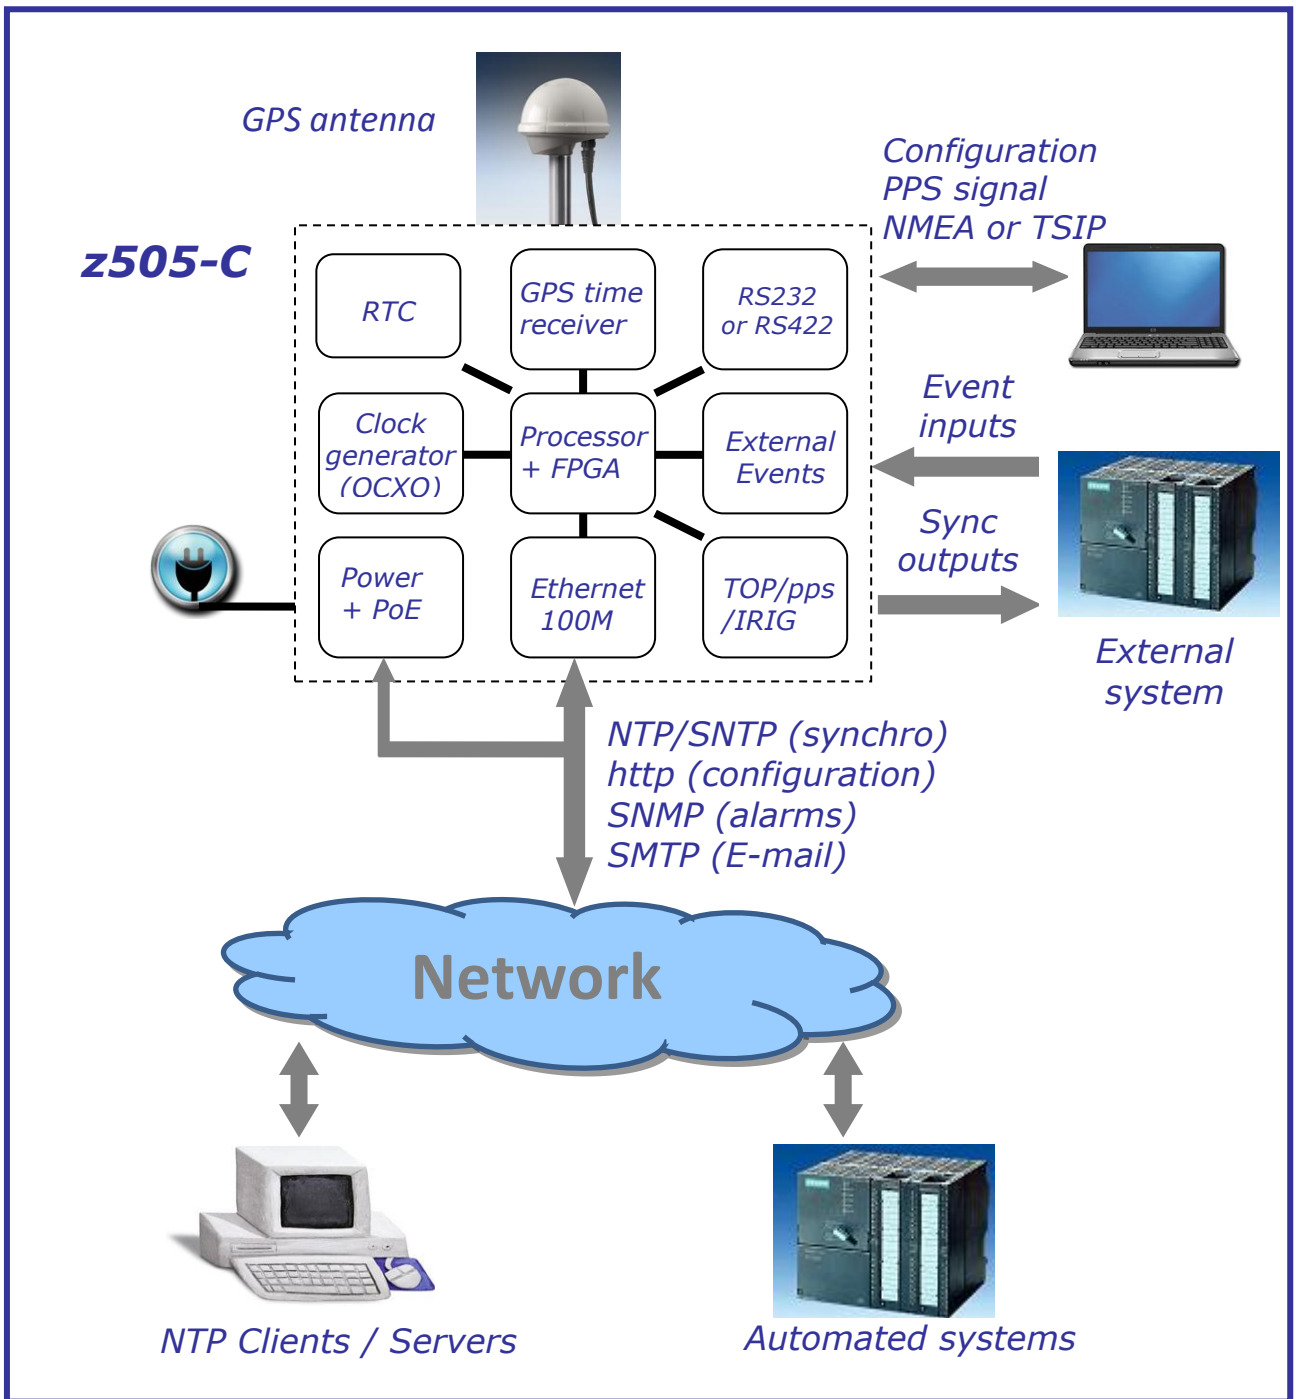 GPS antenna
Configuration
PPS signal
NMEA or TSIP
z505-C
RTC
GPS time
receiver
RS232
or RS422
Clock
generator
(OCXO)
Processor
+ FPGA
External
Events
Event
inputs
Power
+ PoE
Ethernet
100M
TOP/pps
/IRIG
Sync
outputs
SIEMENS
External
system
NTP/SNTP (synchro)
http (configuration)
SNMP (alarms)
SMTP (E-mail)
Network
SIEMENS
NTP Clients / Servers
Automated systems